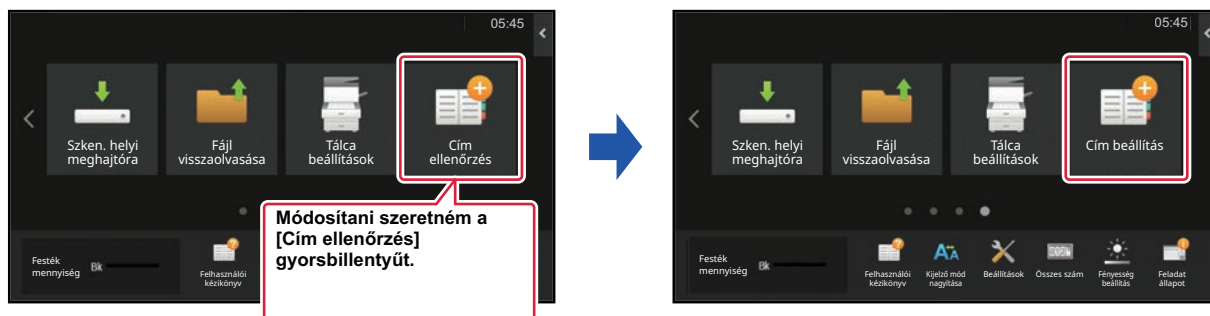 05:45
Szken. helyi
meghajtóra
Fájl
visszaolvasása
Tálca
beállítások
Cím
ellenőrzés
Módosítani szeretném a
[Cím ellenőrzés]
gyorsbillentyűt.
Festék
mennyiség
Bk
Felhasználói
kézikönyv
05:45
Szken. helyi
meghajtóra
Fájl
visszaolvasása
Tálca
beállítások
Cím beállítás
Festék
mennyiség
Bk
Felhasználói
kézikönyv
Kijelző mód
nagyítása
Beállítások
Összes szám
Fényesség
beállítás
Feladat
állapot